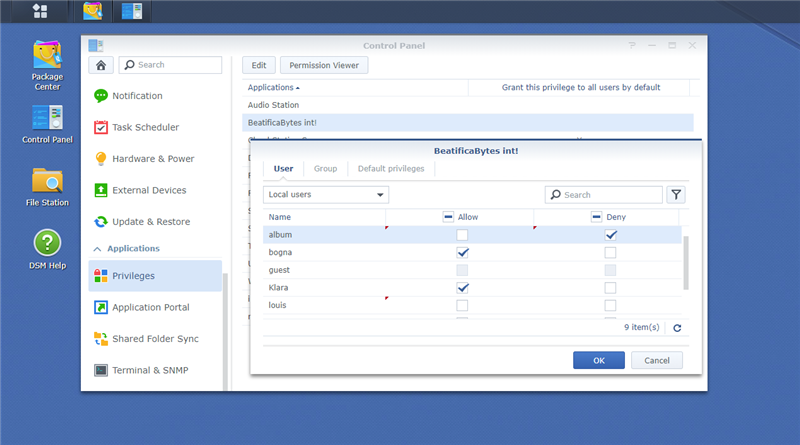 Control Panel
Package
Center
Control Panel
File Station
DSM Help
Search
Notification
Task Scheduler
Hardware & Power
External Devices
Update & Restore
Applications
Privileges
Application Portal
Shared Folder Sync
Terminal & SNMP
Edit
Permission Viewer
Applications
Grant this privilege to all users by default
Audio Station
BeatificaBytes int!
BeatificaBytes int!
User
Group
Default privileges
Local users
Search
Name
Allow
Deny
album
bogna
guest
Klara
louis
9 item(s)
OK
Cancel